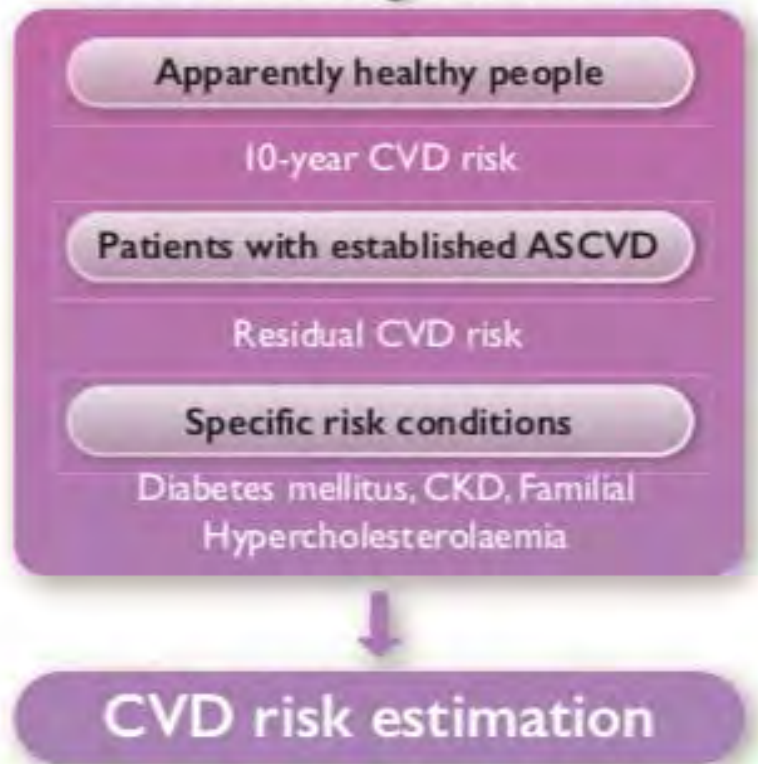 Apparently healthy people
10-year CVD risk
Patients with established ASCVD
Residual CVD risk
Specific risk conditions
Diabetes mellitus, CKD, Familial
Hypercholesterolaemia
CVD risk estimation